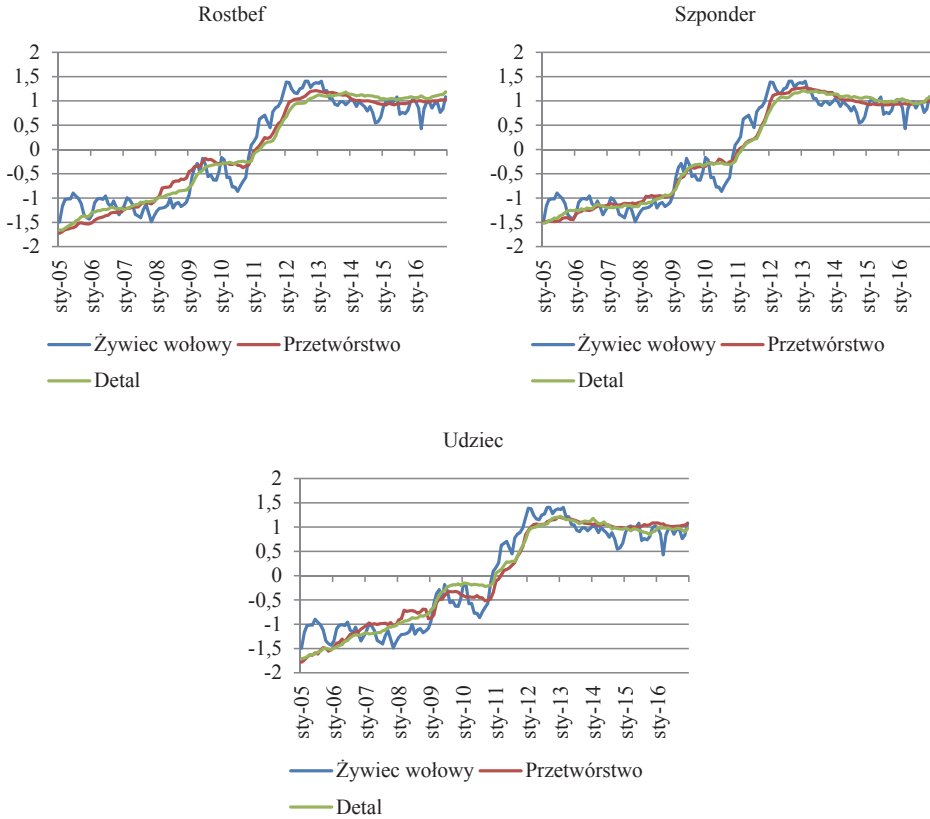 Rostbef
2
1,5
1
0,5
0
-0,5
-1
-1,5
-2
sty-05
sty-06
sty-07
sty-08
sty-09
sty-10
sty-11
sty-12
sty-13
sty-14
sty-15
sty-16
Żywiec wołowy
Przetwórstwo
Detal
Szponder
2
1,5
1
0,5
0
-0,5
-1
-1,5
-2
sty-05
sty-06
sty-07
sty-08
sty-09
sty-10
sty-11
sty-12
sty-13
sty-14
sty-15
sty-16
Żywiec wołowy
Przetwórstwo
Detal
Udziec
2
1,5
1
0,5
0
-0,5
-1
-1,5
-2
sty-05
sty-06
sty-07
sty-08
sty-09
sty-10
sty-11
sty-12
sty-13
sty-14
sty-15
sty-16
Żywiec wołowy
Przetwórstwo
Detal